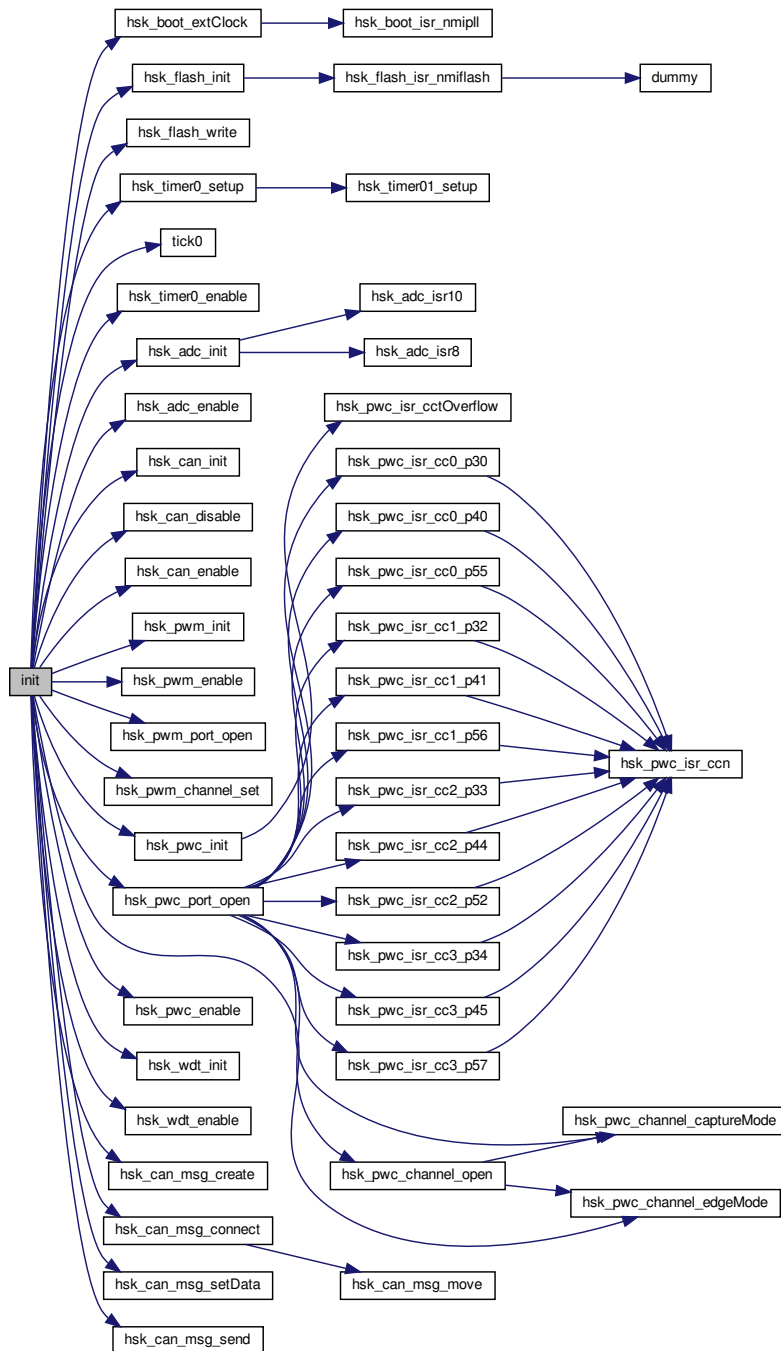 hsk_boot_extClock
hsk_boot_isr_nmipll
hsk_flash_init
hsk_flash_isr_nmiflash
dummy
hsk_flash_write
hsk_timer0_setup
hsk_timer01_setup
tick0
hsk_timer0_enable
hsk_adc_isr10
hsk_adc_init
hsk_adc_isr8
hsk_adc_enable
hsk_pwc_isr_cctOverflow
hsk_can_init
hsk_pwc_isr_cc0_p30
hsk_can_disable
hsk_pwc_isr_cc0_p40
hsk_can_enable
hsk_pwc_isr_cc0_p55
hsk_pwm_init
hsk_pwc_isr_cc1_p32
init
hsk_pwm_enable
hsk_pwc_isr_cc1_p41
hsk_pwm_port_open
hsk_pwc_isr_cc1_p56
hsk_pwc_isr_ccn
hsk_pwm_channel_set
hsk_pwc_isr_cc2_p33
hsk_pwc_init
hsk_pwc_isr_cc2_p44
hsk_pwc_port_open
hsk_pwc_isr_cc2_p52
hsk_pwc_isr_cc3_p34
hsk_pwc_enable
hsk_pwc_isr_cc3_p45
hsk_wdt_init
hsk_pwc_isr_cc3_p57
hsk_wdt_enable
hsk_pwc_channel_captureMode
hsk_can_msg_create
hsk_pwc_channel_open
hsk_pwc_channel_edgeMode
hsk_can_msg_connect
hsk_can_msg_setData
hsk_can_msg_move
hsk_can_msg_send